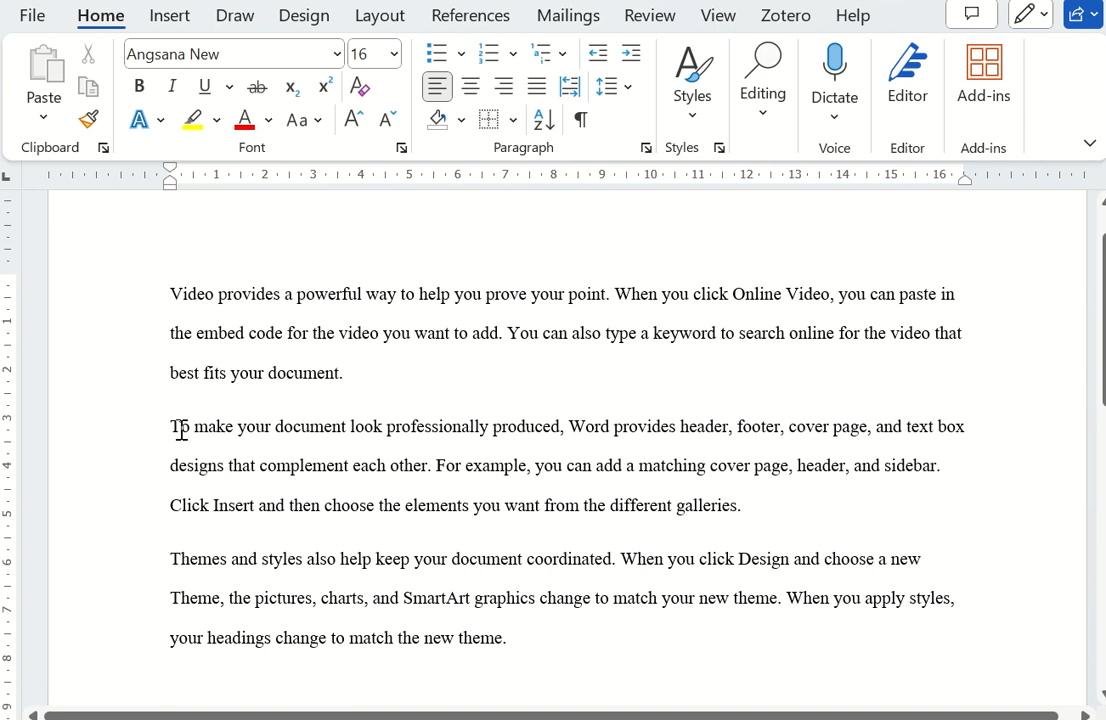 File Home Insert Draw Design Layout References Mailings Review View Zotero Help
Angsana New 16
Paste
B I U ab x₂ x² A
A A Aa A A
Styles Editing Dictate Editor Add-ins
Clipboard Font Paragraph Styles Voice Editor Add-ins
1 2 3 4 5 6 7 8 9 10 11 12 13 14 15 16
1
2
3
4
5
6
7
8
9
Video provides a powerful way to help you prove your point. When you click Online Video, you can paste in
the embed code for the video you want to add. You can also type a keyword to search online for the video that
best fits your document.
To make your document look professionally produced, Word provides header, footer, cover page, and text box
designs that complement each other. For example, you can add a matching cover page, header, and sidebar.
Click Insert and then choose the elements you want from the different galleries.
Themes and styles also help keep your document coordinated. When you click Design and choose a new
Theme, the pictures, charts, and SmartArt graphics change to match your new theme. When you apply styles,
your headings change to match the new theme.